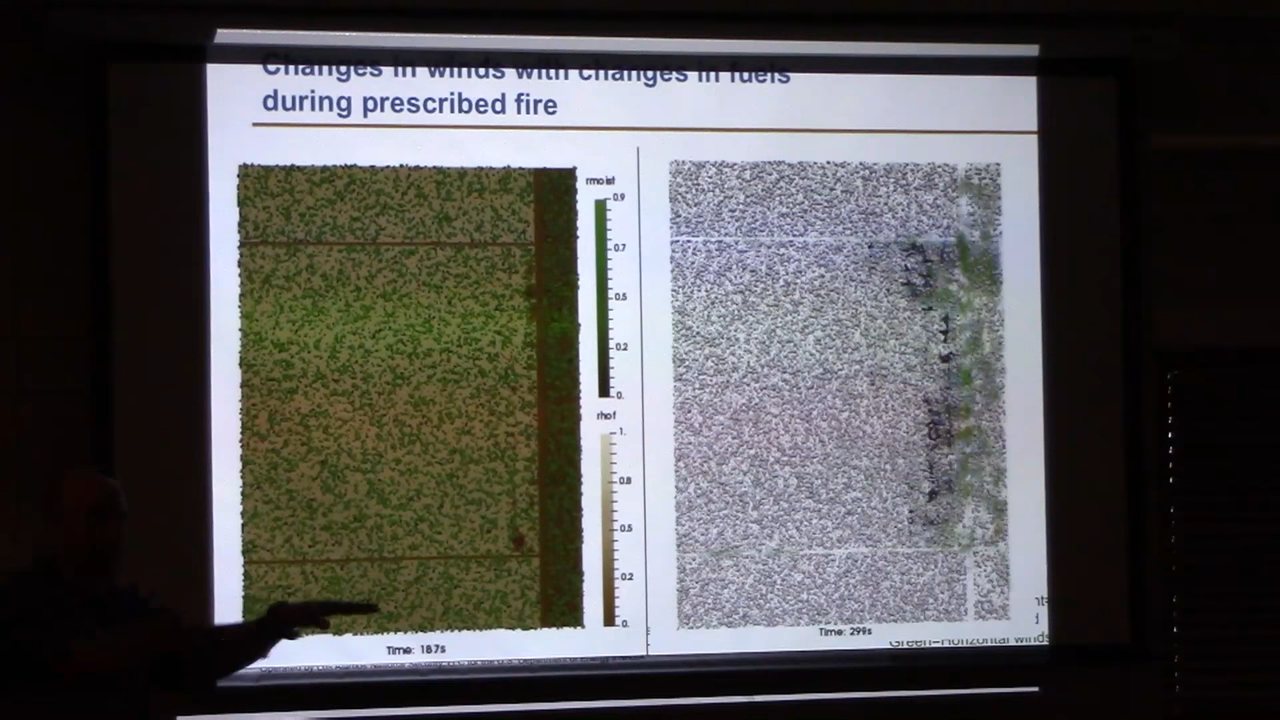 Changes in winds with changes in fuels
during prescribed fire
rmoist
0.9
0.7
0.5
0.2
0.
rhof
1.
0.8
0.5
0.2
0.
Time: 187s
Time: 299s
Green=Horizontal winds